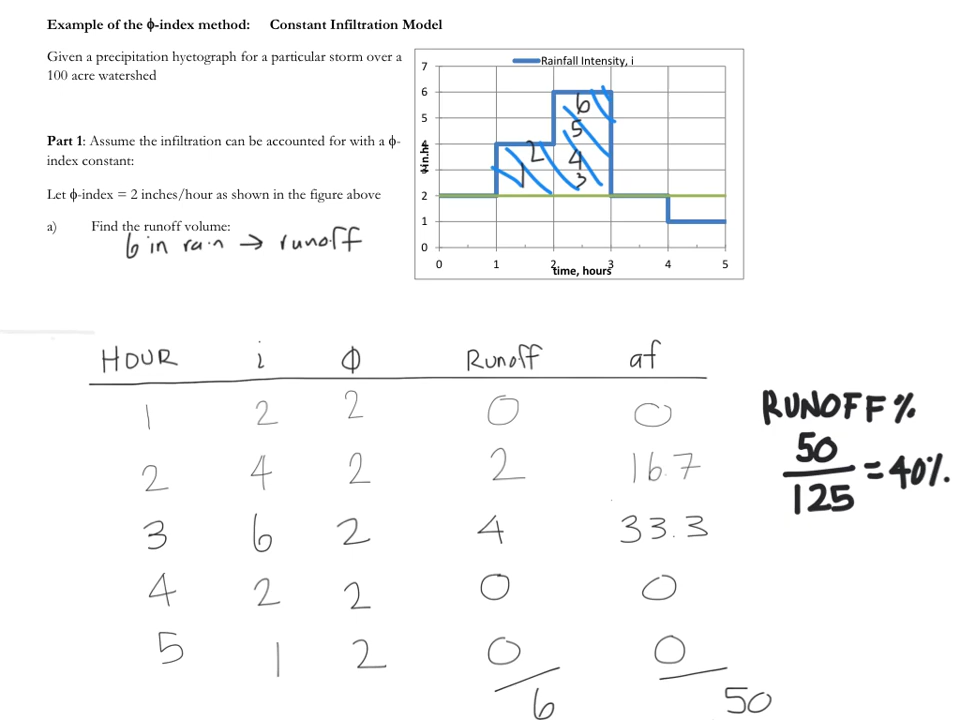 Example of the ϕ-index method: Constant Infiltration Model
Given a precipitation hyetograph for a particular storm over a
100 acre watershed
Part 1: Assume the infiltration can be accounted for with a ϕ-
index constant:
Let ϕ-index = 2 inches/hour as shown in the figure above
a) Find the runoff volume:
6 in rain → runoff
Rainfall Intensity, i
7
6
5
2
1
0
0 1 2 3 4 5
time, hours
6
5
2 4
1 3
HOUR i Φ Runoff af
1 2 2 0 0
2 4 2 2 16.7
3 6 2 4 33.3
4 2 2 0 0
5 1 2 0 0
6 50
RUNOFF %
50
125
= 40%.